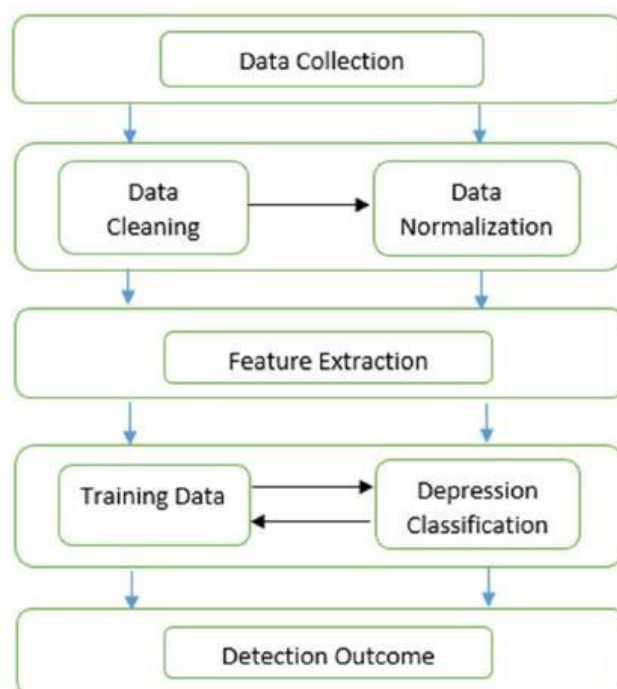 Data Collection
Data
Cleaning
Data
Normalization
Feature Extraction
Training Data
Depression
Classification
Detection Outcome